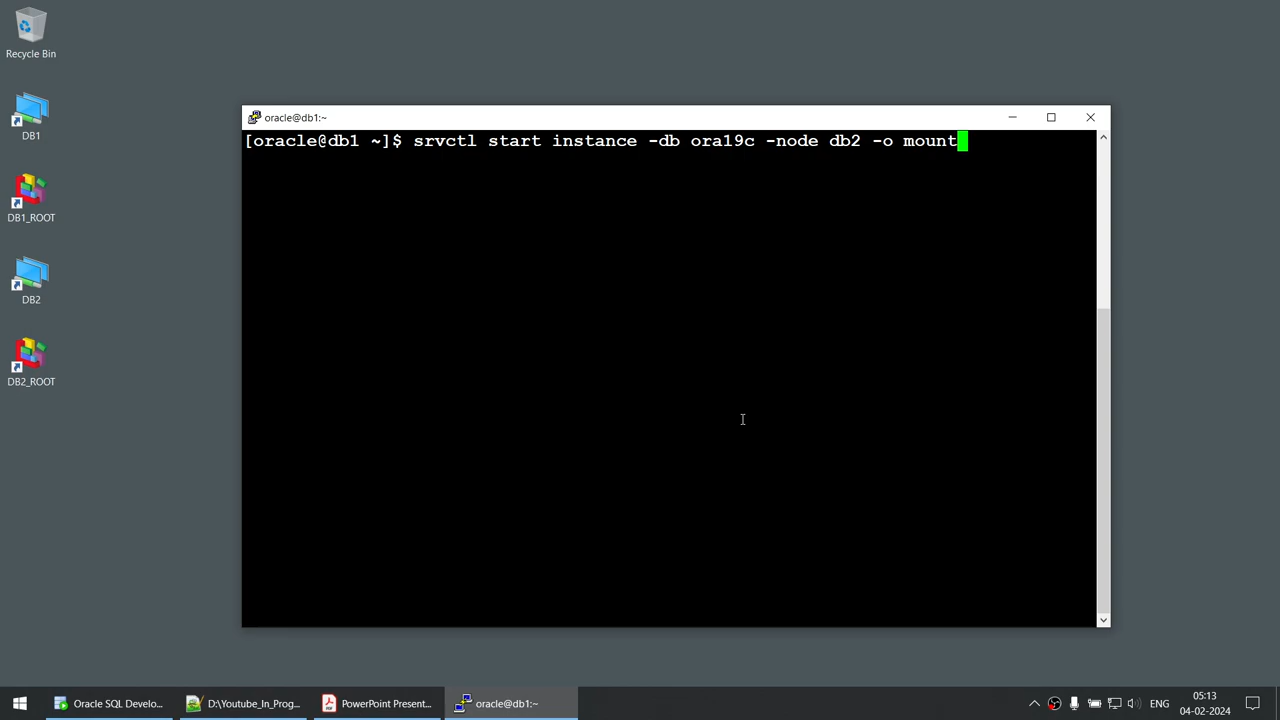 Recycle Bin
DB1
DB1_ROOT
DB2
DB2_ROOT
oracle@db1:~
[oracle@db1 ~]$ srvctl start instance -db ora19c -node db2 -o mount
Oracle SQL Develo...
D:\Youtube_In_Prog...
PowerPoint Present...
oracle@db1:~
ENG
05:13
04-02-2024